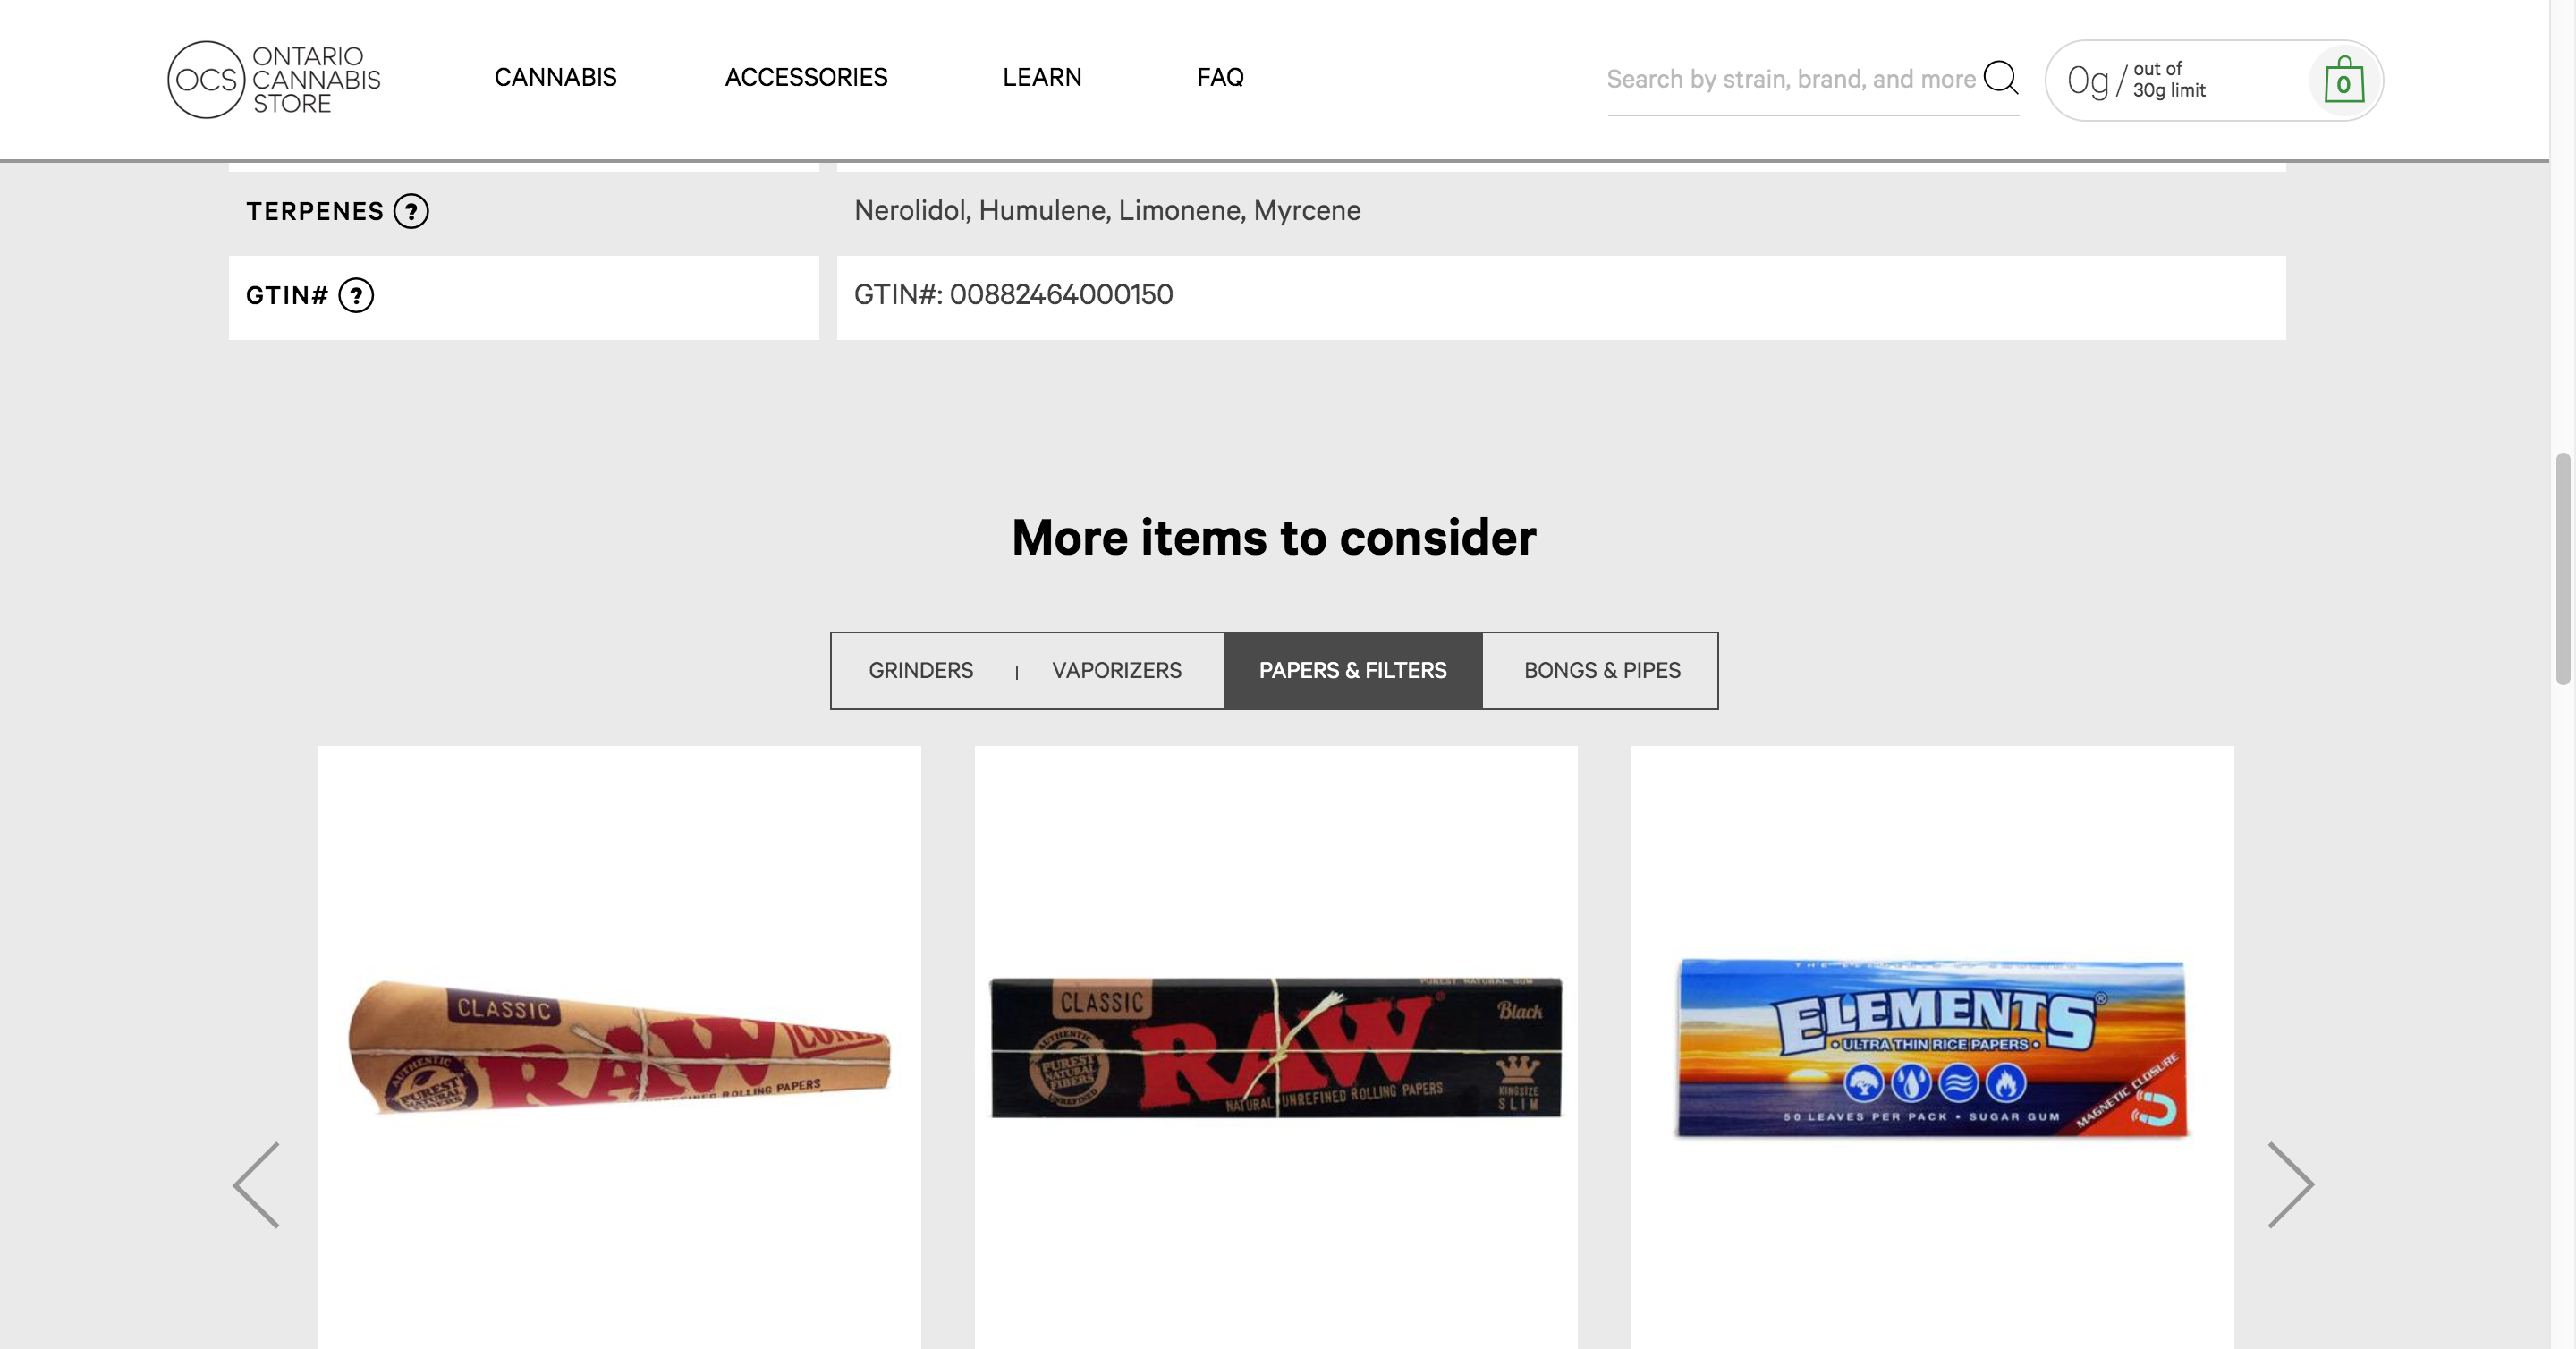 OCS
ONTARIO
CANNABIS
STORE
CANNABIS
ACCESSORIES
LEARN
FAQ
Search by strain, brand, and more
0g / out of
30g limit
0
TERPENES ?
Nerolidol, Humulene, Limonene, Myrcene
GTIN# ?
GTIN#: 00882464000150
More items to consider
GRINDERS | VAPORIZERS PAPERS & FILTERS BONGS & PIPES
CLASSIC
RAW
CONE
AUTHENTIC
PUREST
NATURAL
FIBERS
ROLLING PAPERS
PUREST NATURAL GUM
CLASSIC
Black
RAW®
AUTHENTIC
PUREST
NATURAL
FIBERS
UNREFINED
NATURAL UNREFINED ROLLING PAPERS
KINGSIZE
SLIM
ELEMENTS®
• ULTRA THIN RICE PAPERS •
50 LEAVES PER PACK • SUGAR GUM
MAGNETIC CLOSURE